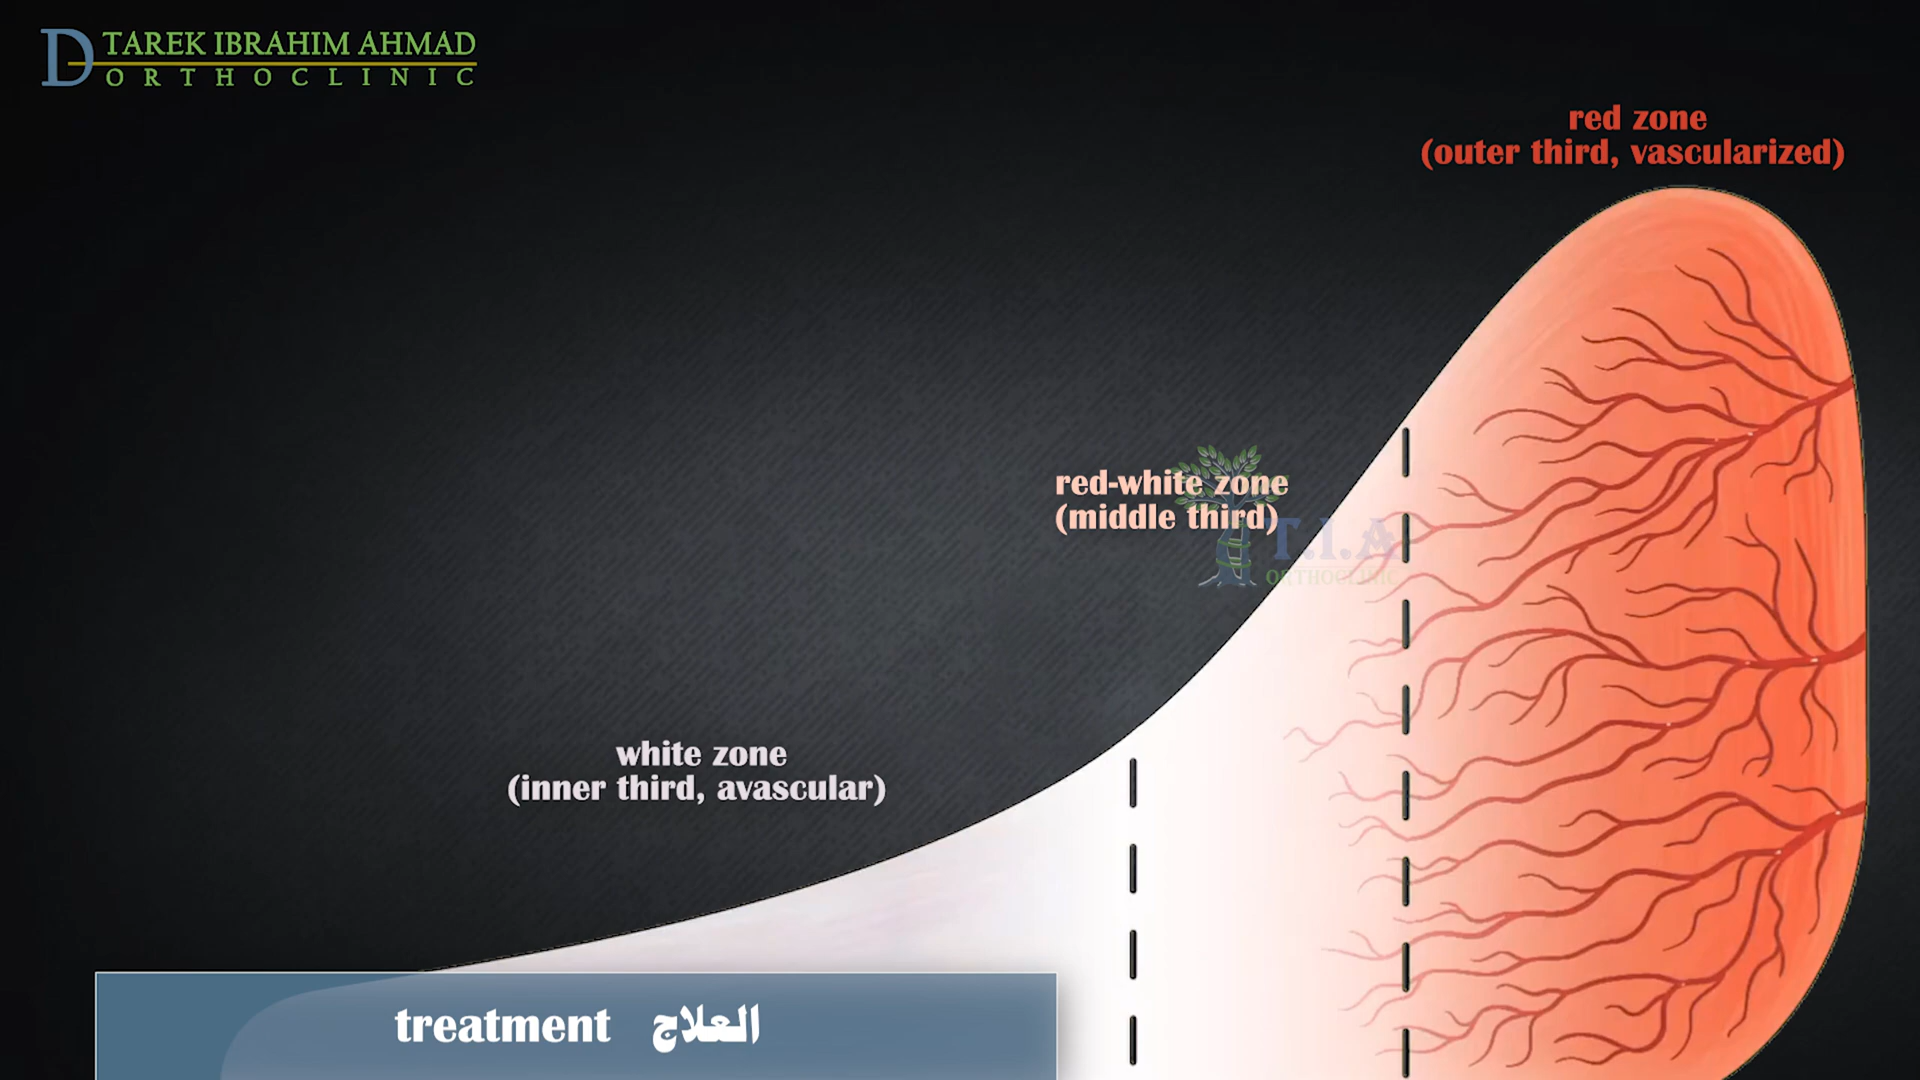 D TAREK IBRAHIM AHMAD
ORTHOCLINIC
red zone
(outer third, vascularized)
red-white zone
(middle third)
T.I.A
ORTHOCLINIC
white zone
(inner third, avascular)
treatment العلاج